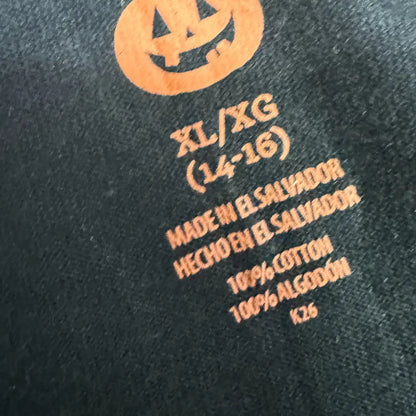 XL/XG
(14-16)
MADE IN EL SALVADOR
HECHO EN EL SALVADOR
100% COTTON
100% ALGODÓN
K26